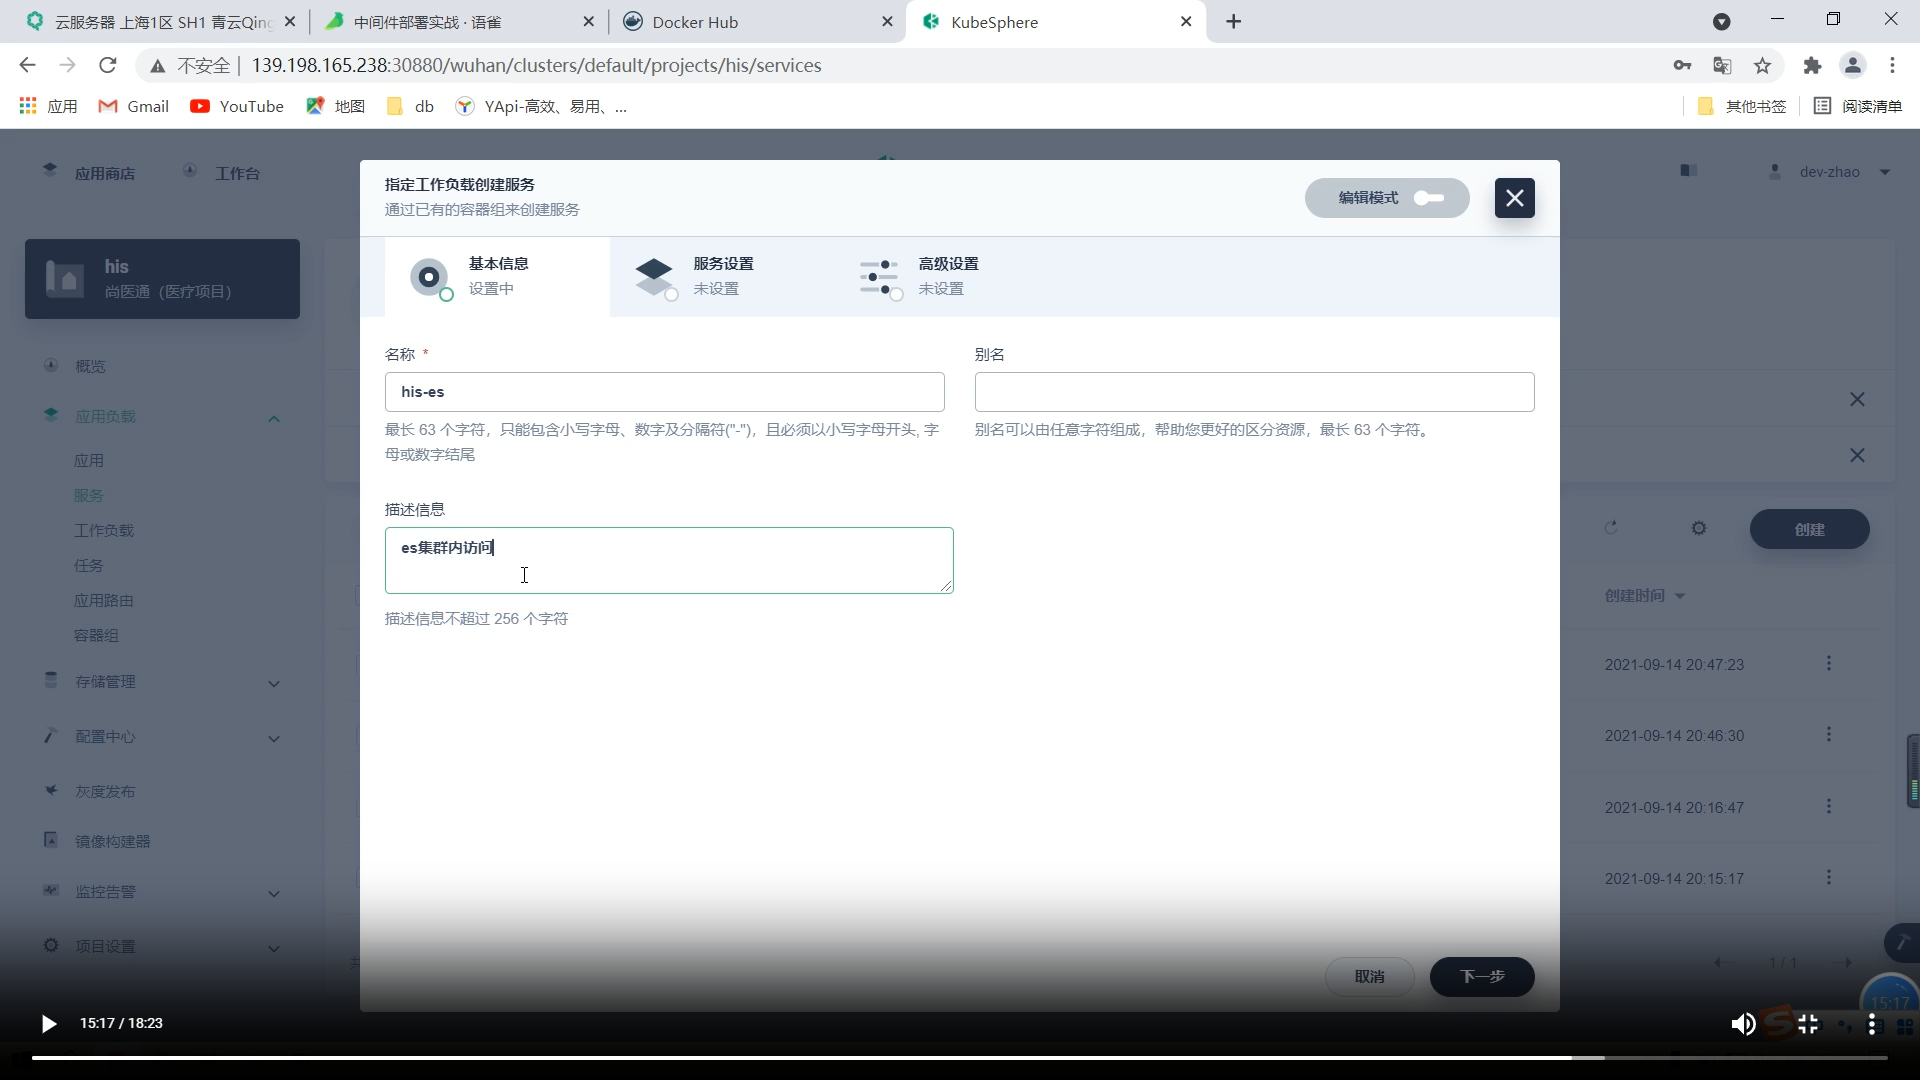 云服务器 上海1区 SH1 青云Qing
中间件部署实战 · 语雀
Docker Hub
KubeSphere
不安全
139.198.165.238:30880/wuhan/clusters/default/projects/his/services
应用
Gmail
YouTube
地图
db
YApi-高效、易用、...
其他书签
阅读清单
应用商店
工作台
dev-zhao
his
尚医通（医疗项目）
概览
应用负载
应用
服务
工作负载
任务
应用路由
容器组
存储管理
配置中心
灰度发布
镜像构建器
监控告警
项目设置
指定工作负载创建服务
通过已有的容器组来创建服务
编辑模式
基本信息
设置中
服务设置
未设置
高级设置
未设置
名称 *
his-es
最长 63 个字符，只能包含小写字母、数字及分隔符("-")，且必须以小写字母开头, 字
母或数字结尾
别名
别名可以由任意字符组成，帮助您更好的区分资源，最长 63 个字符。
描述信息
es集群内访问
描述信息不超过 256 个字符
创建
创建时间
2021-09-14 20:47:23
2021-09-14 20:46:30
2021-09-14 20:16:47
2021-09-14 20:15:17
1 / 1
取消
下一步
15:17
15:17 / 18:23